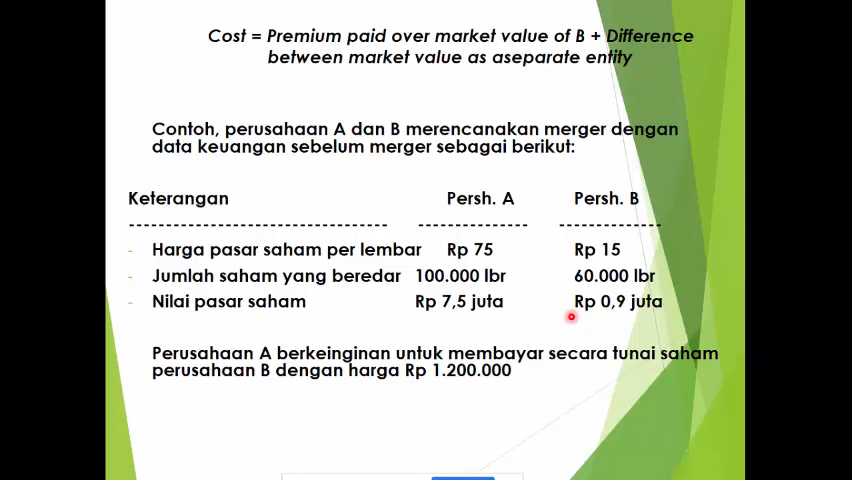 Cost = Premium paid over market value of B + Difference
between market value as aseparate entity
Contoh, perusahaan A dan B merencanakan merger dengan
data keuangan sebelum merger sebagai berikut:
Keterangan Persh. A Persh. B
------------------------------------ --------------- --------------
- Harga pasar saham per lembar Rp 75 Rp 15
- Jumlah saham yang beredar 100.000 lbr 60.000 lbr
- Nilai pasar saham Rp 7,5 juta Rp 0,9 juta
Perusahaan A berkeinginan untuk membayar secara tunai saham
perusahaan B dengan harga Rp 1.200.000